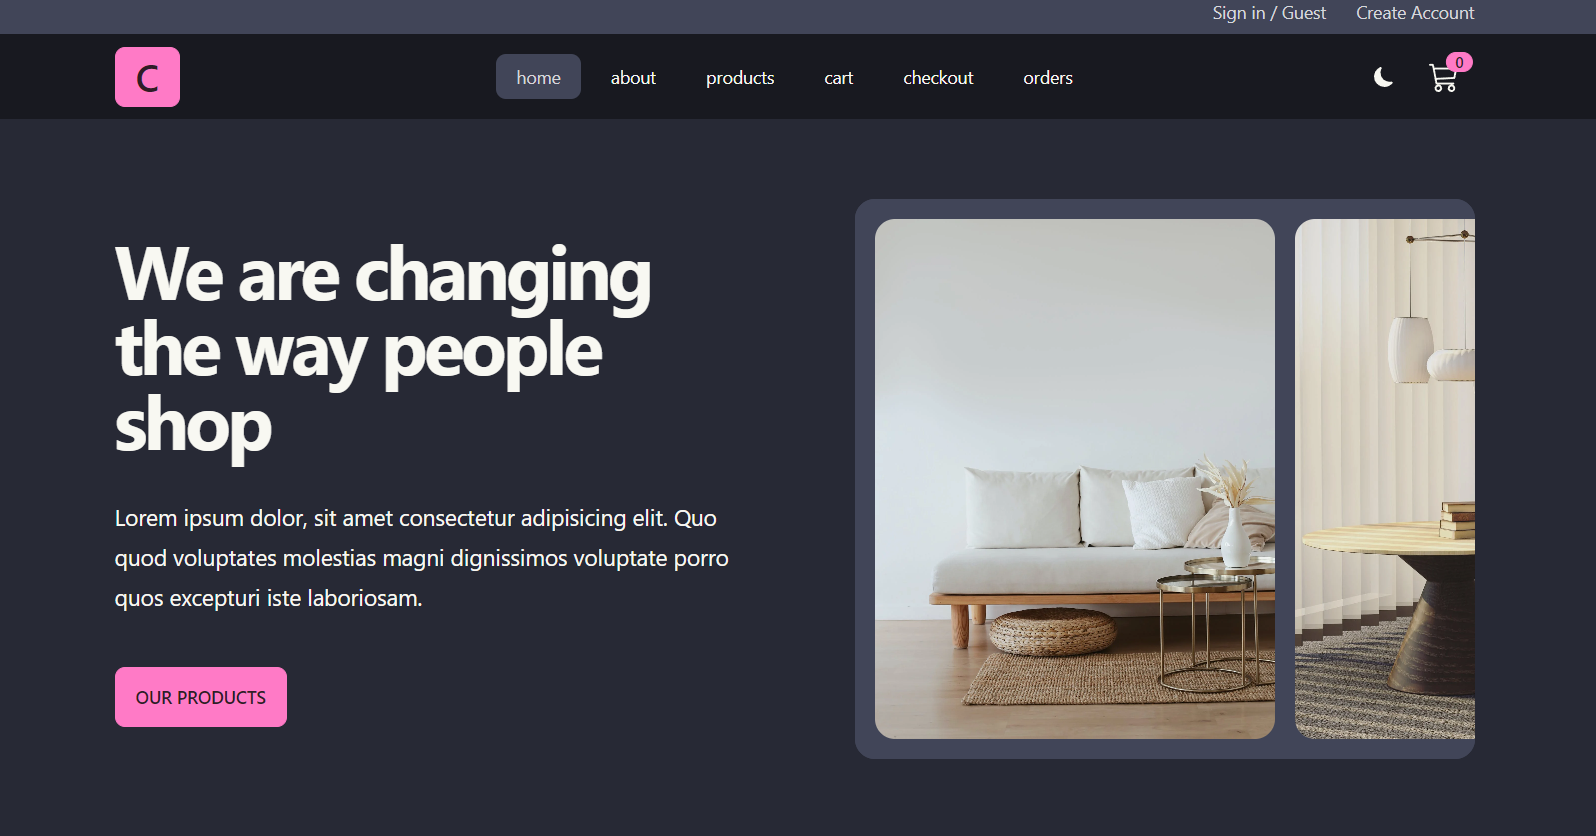 Sign in / Guest Create Account
C home about products cart checkout orders 0
We are changing
the way people
shop
Lorem ipsum dolor, sit amet consectetur adipisicing elit. Quo
quod voluptates molestias magni dignissimos voluptate porro
quos excepturi iste laboriosam.
OUR PRODUCTS